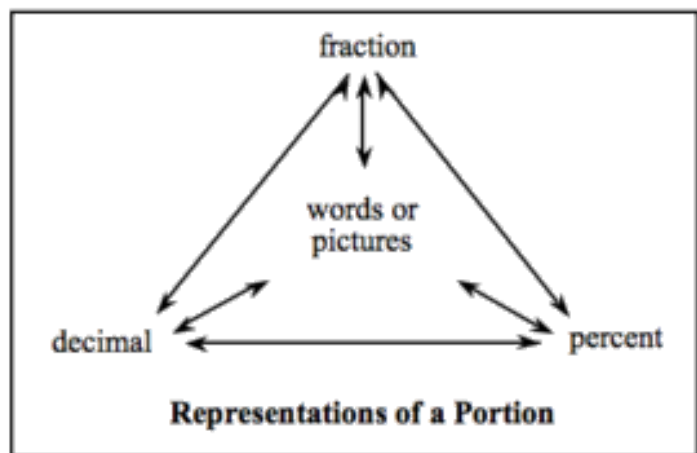 fraction
words or
pictures
decimal
percent
Representations of a Portion